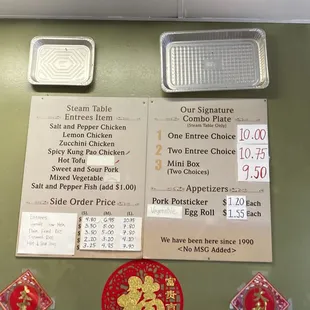 Steam Table
Entrees Item
Salt and Pepper Chicken
Lemon Chicken
Zucchini Chicken
Spicy Kung Pao Chicken
Hot Tofu
Sweet and Sour Pork
Mixed Vegetable
Salt and Pepper Fish (add $1.00)
Side Order Price
Our Signature
Combo Plate
(Steam Table Only)
1 One Entree Choice 10.00
2 Two Entree Choice 10.75
3 Mini Box 9.50
(Two Choices)
Appetizers
Pork Potsticker $1.20 Each
Vegetable Egg Roll $1.55 Each
We have been here since 1990
<No MSG Added>